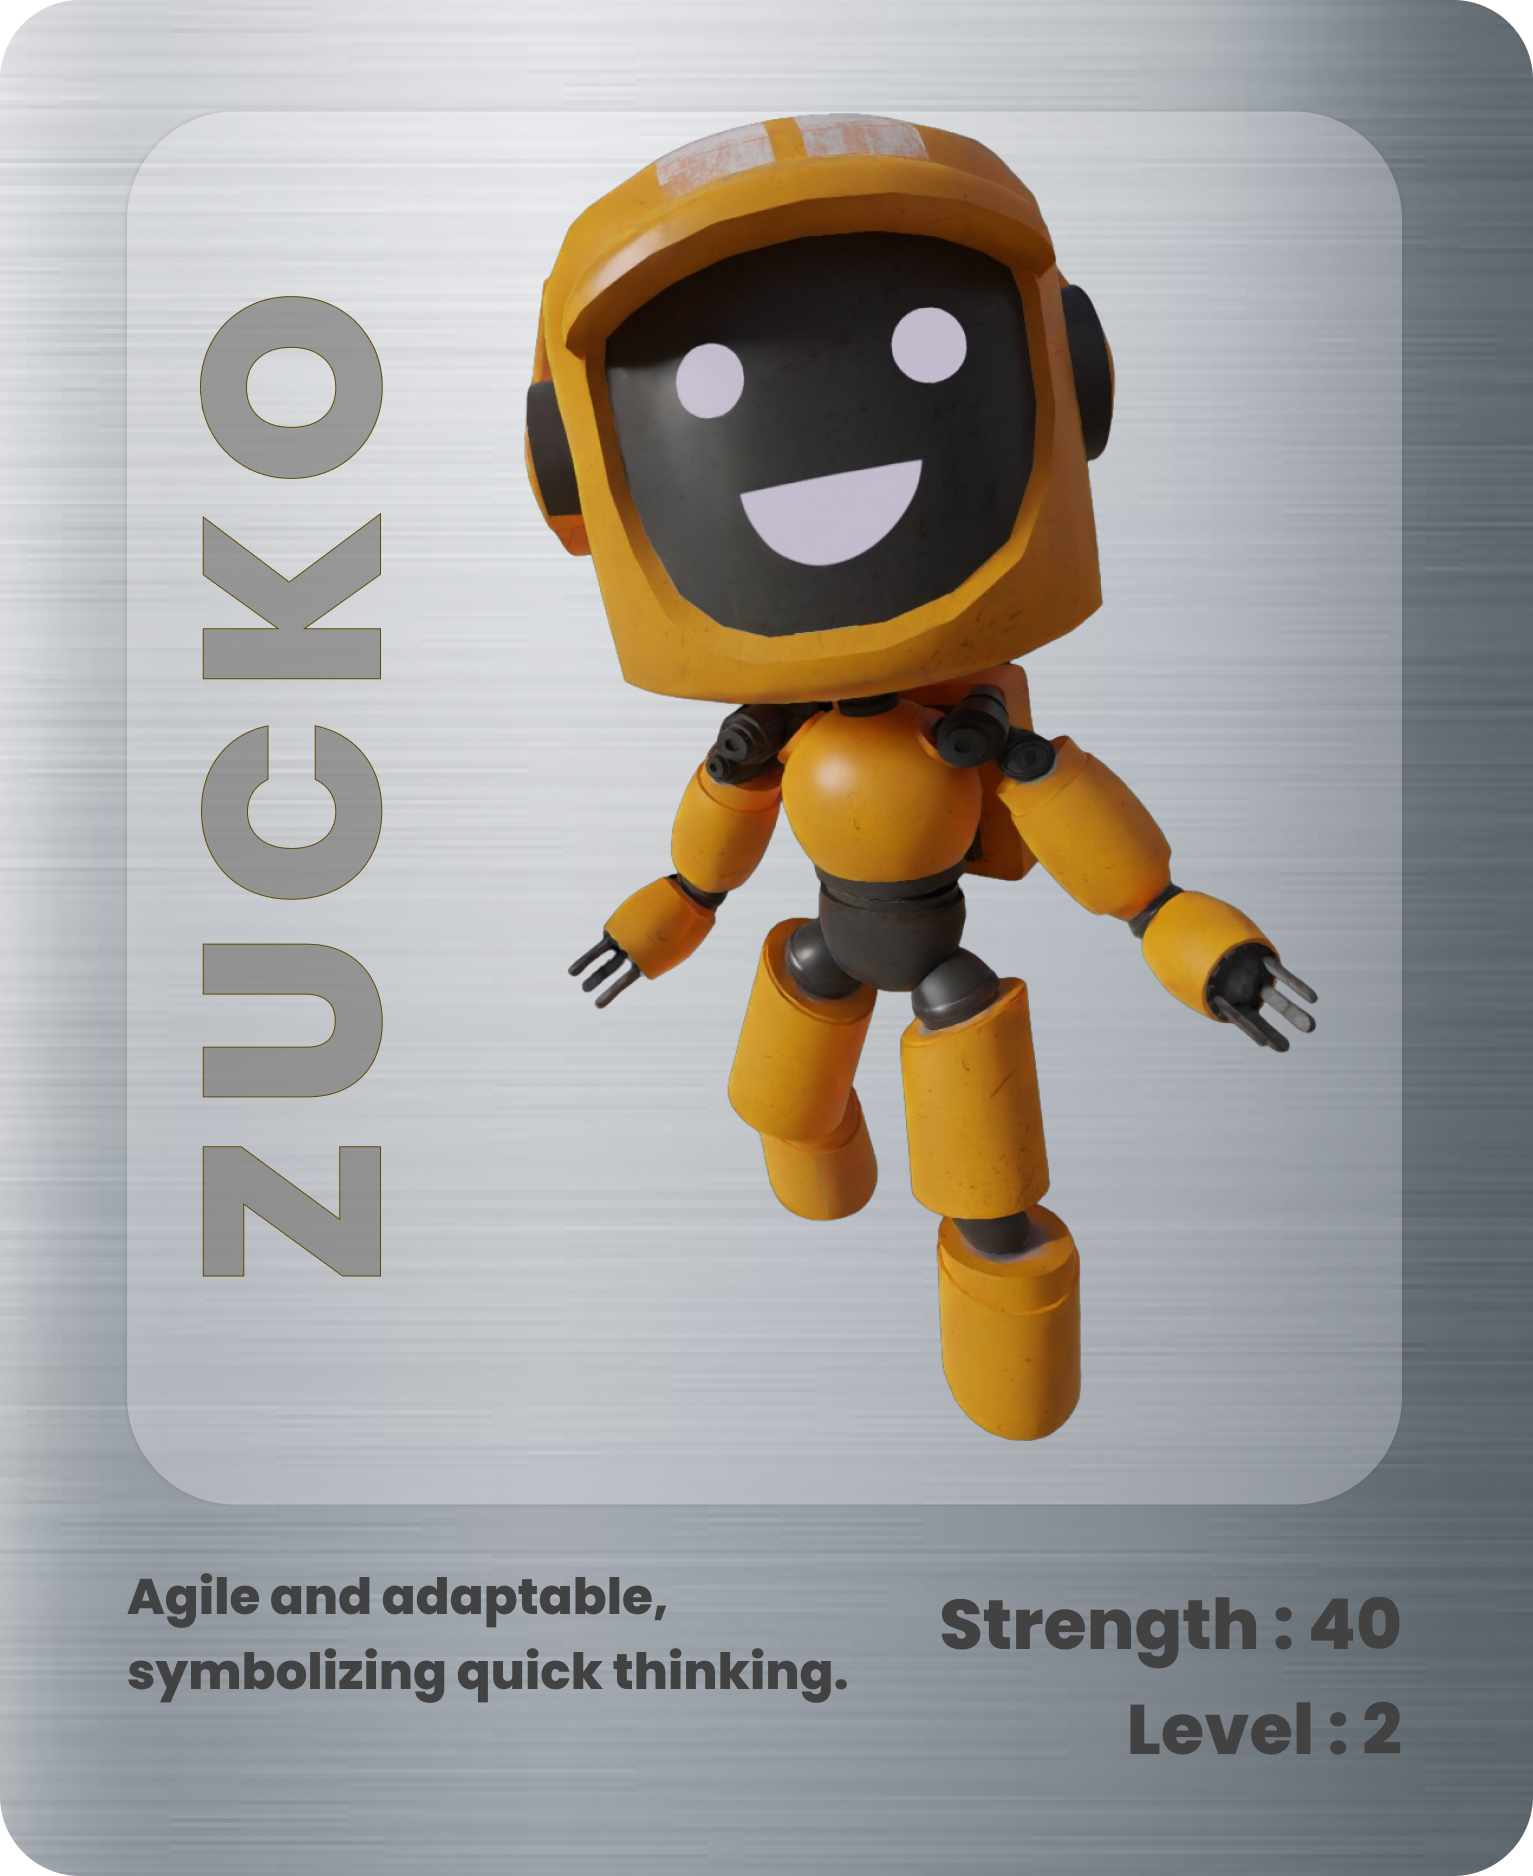 ZUCKO
Agile and adaptable,
symbolizing quick thinking.
Strength : 40
Level : 2